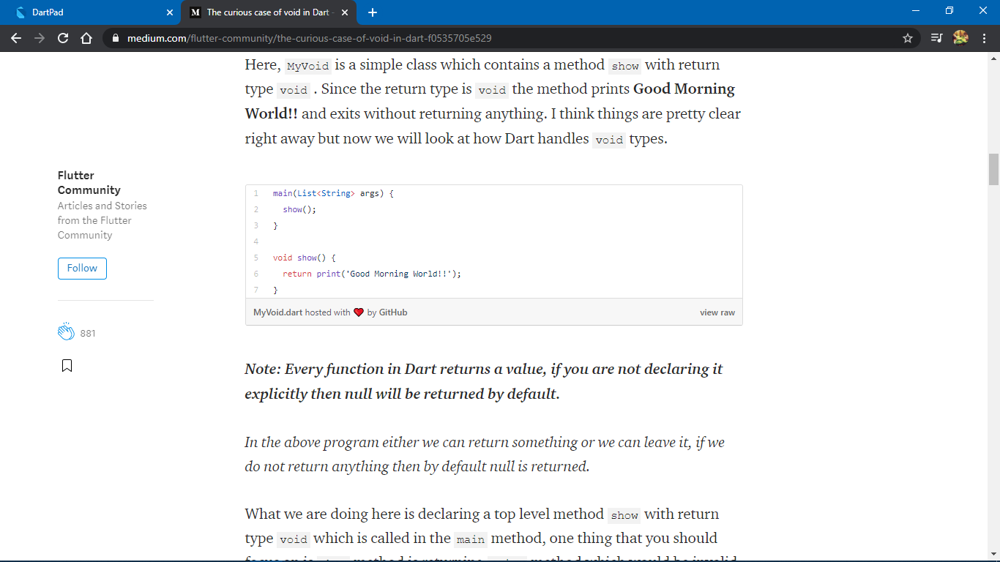 DartPad
The curious case of void in Dart -
medium.com/flutter-community/the-curious-case-of-void-in-dart-f0535705e529
Here, MyVoid is a simple class which contains a method show with return
type void . Since the return type is void the method prints Good Morning
World!! and exits without returning anything. I think things are pretty clear
right away but now we will look at how Dart handles void types.
Flutter
Community
Articles and Stories
from the Flutter
Community
Follow
881
1 main(List<String> args) {
2 show();
3 }
4
5 void show() {
6 return print('Good Morning World!!');
7 }
MyVoid.dart hosted with ❤ by GitHub
view raw
Note: Every function in Dart returns a value, if you are not declaring it
explicitly then null will be returned by default.
In the above program either we can return something or we can leave it, if we
do not return anything then by default null is returned.
What we are doing here is declaring a top level method show with return
type void which is called in the main method, one thing that you should